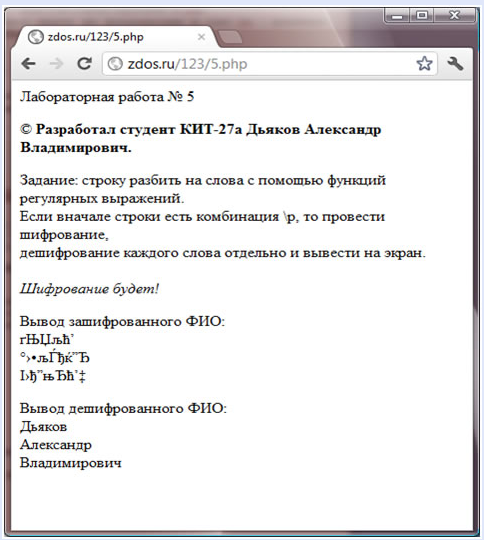 zdos.ru/123/5.php
zdos.ru/123/5.php
Лабораторная работа № 5
© Разработал студент КИТ-27а Дьяков Александр
Владимирович.
Задание: строку разбить на слова с помощью функций
регулярных выражений.
Если вначале строки есть комбинация \p, то провести
шифрование,
дешифрование каждого слова отдельно и вывести на экран.
Шифрование будет!
Вывод зашифрованного ФИО:
гЊЏљћ’
°›•љЃђќ”Ђ
І›ђ”њЂћ’‡
Вывод дешифрованного ФИО:
Дьяков
Александр
Владимирович